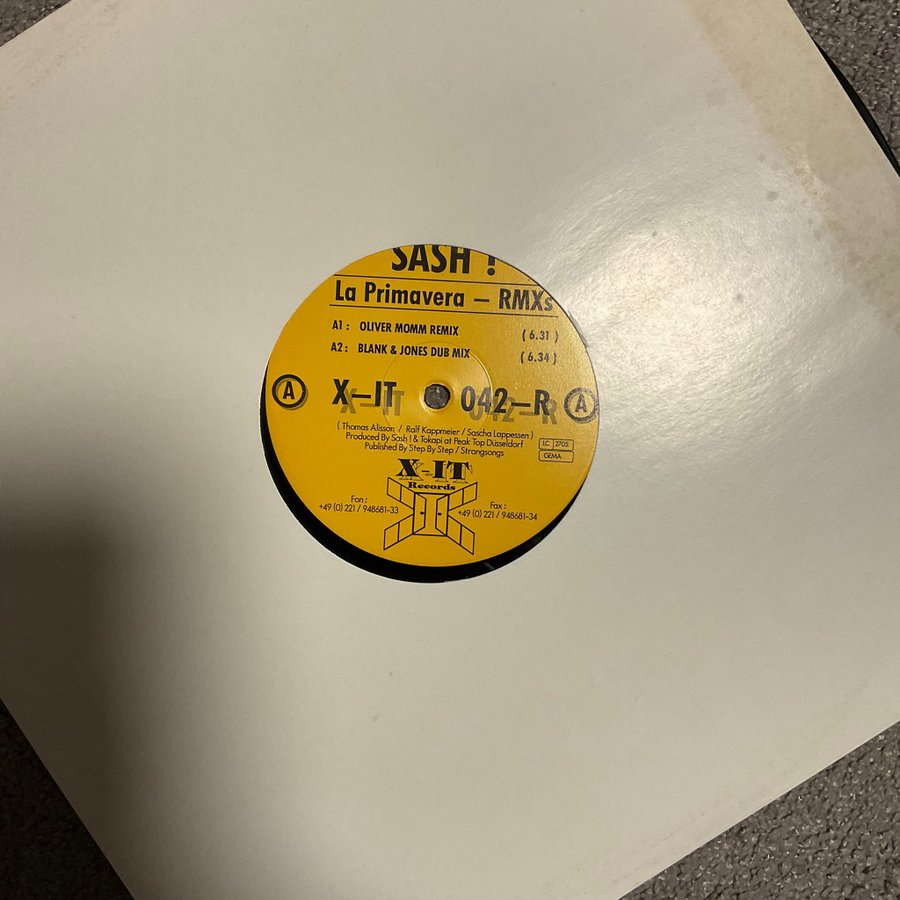 SASH !
La Primavera – RMXs
A1 : OLIVER MOMM REMIX ( 6.31 )
A2 : BLANK & JONES DUB MIX ( 6.34 )
A X–IT 042–R A
( Thomas Alisson / Ralf Kappmeier / Sascha Lappessen )
Produced By Sash ! & Tokapi at Peak Top Düsseldorf
Published By Step By Step / Strongsongs
LC 2705
GEMA
X-IT
Records
Fon :
+49 (0) 221 / 948681-33
Fax :
+49 (0) 221 / 948681-34